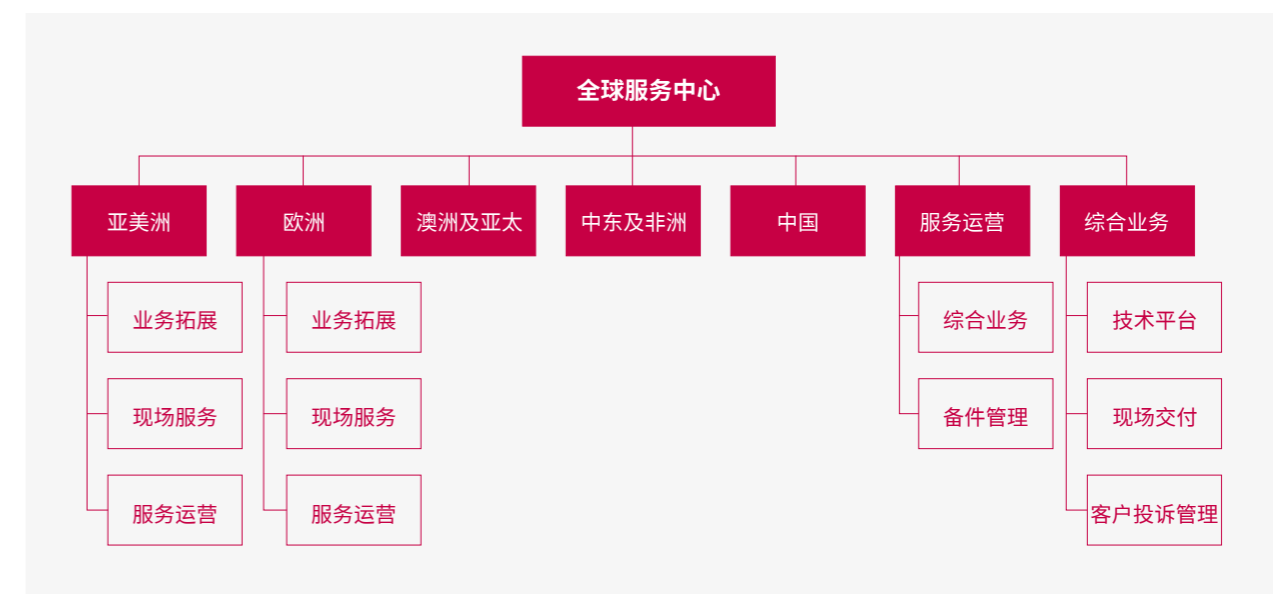 全球服务中心
亚美洲
欧洲
澳洲及亚太
中东及非洲
中国
服务运营
综合业务
业务拓展
业务拓展
综合业务
技术平台
现场服务
现场服务
备件管理
现场交付
服务运营
服务运营
客户投诉管理